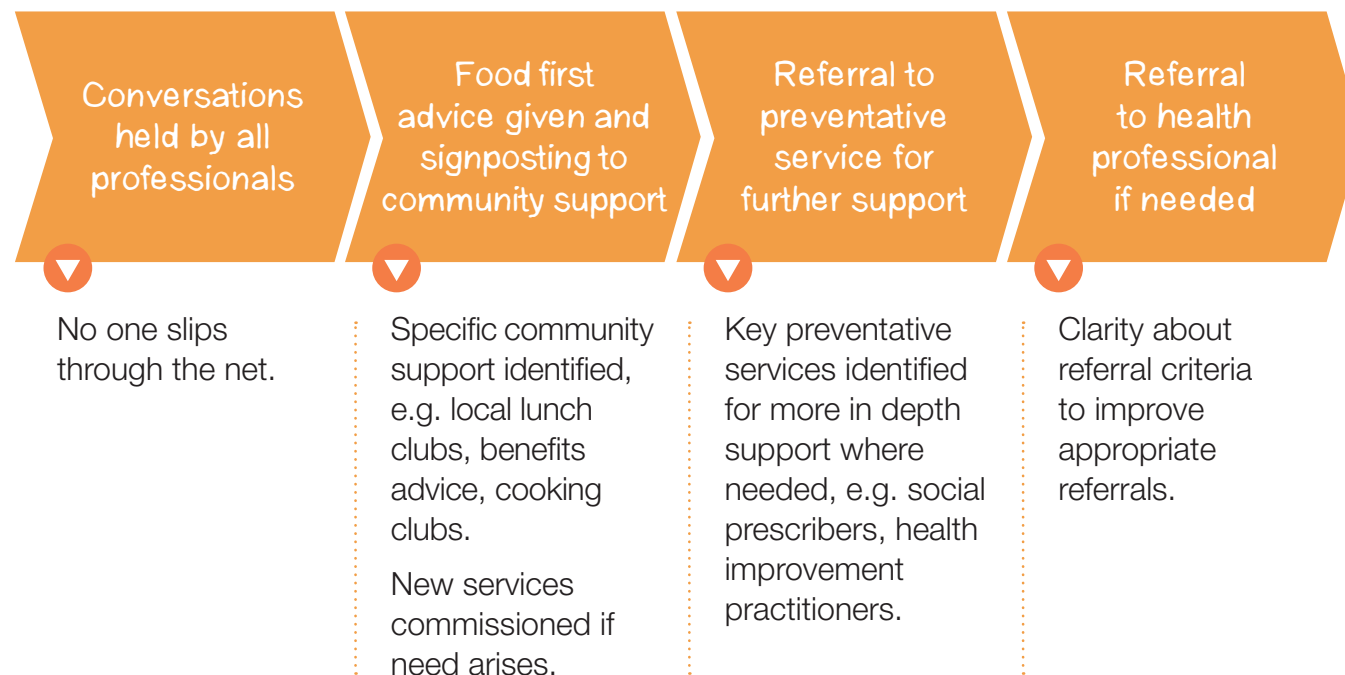 Conversations
held by all
professionals
Food first
advice given and
signposting to
community support
Referral to
preventative
service for
further support
Referral
to health
professional
if needed
No one slips
through the net.
Specific community
support identified,
e.g. local lunch
clubs, benefits
advice, cooking
clubs.
New services
commissioned if
need arises.
Key preventative
services identified
for more in depth
support where
needed, e.g. social
prescribers, health
improvement
practitioners.
Clarity about
referral criteria
to improve
appropriate
referrals.